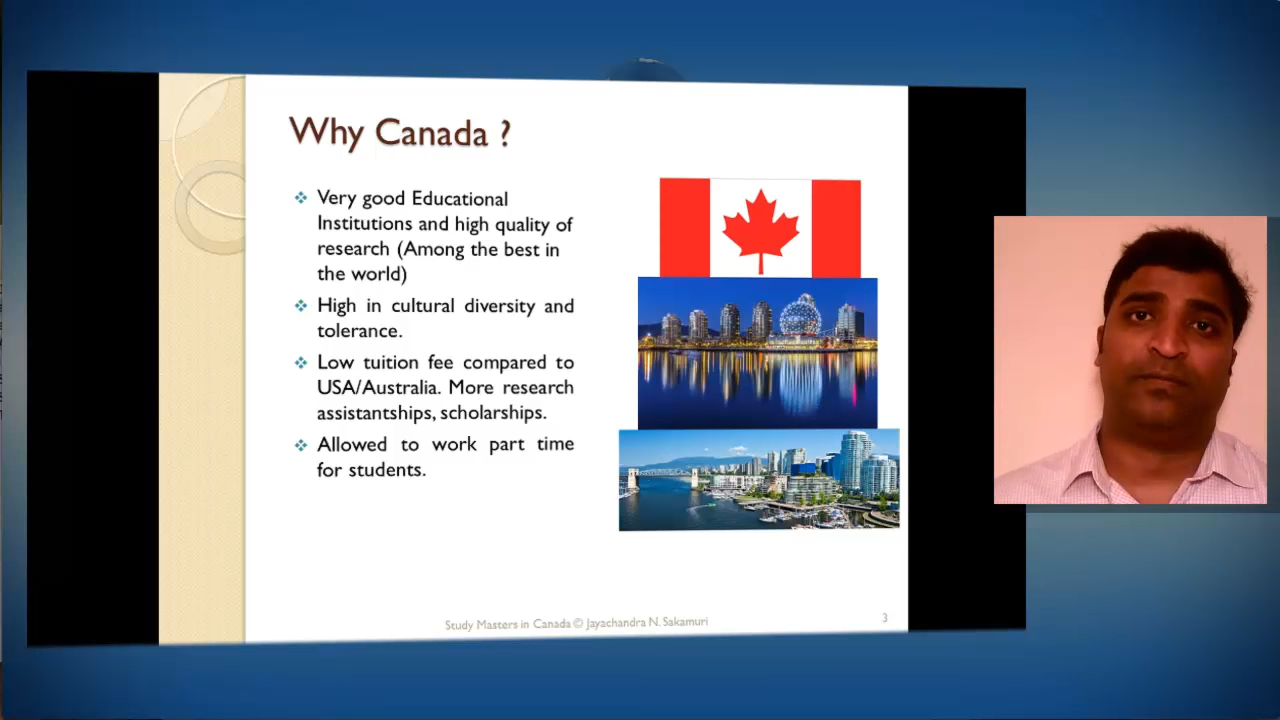 Why Canada ?
Very good Educational
Institutions and high quality of
research (Among the best in
the world)
High in cultural diversity and
tolerance.
Low tuition fee compared to
USA/Australia. More research
assistantships, scholarships.
Allowed to work part time
for students.
Study Masters in Canada © Jayachandra N. Sakamuri
3